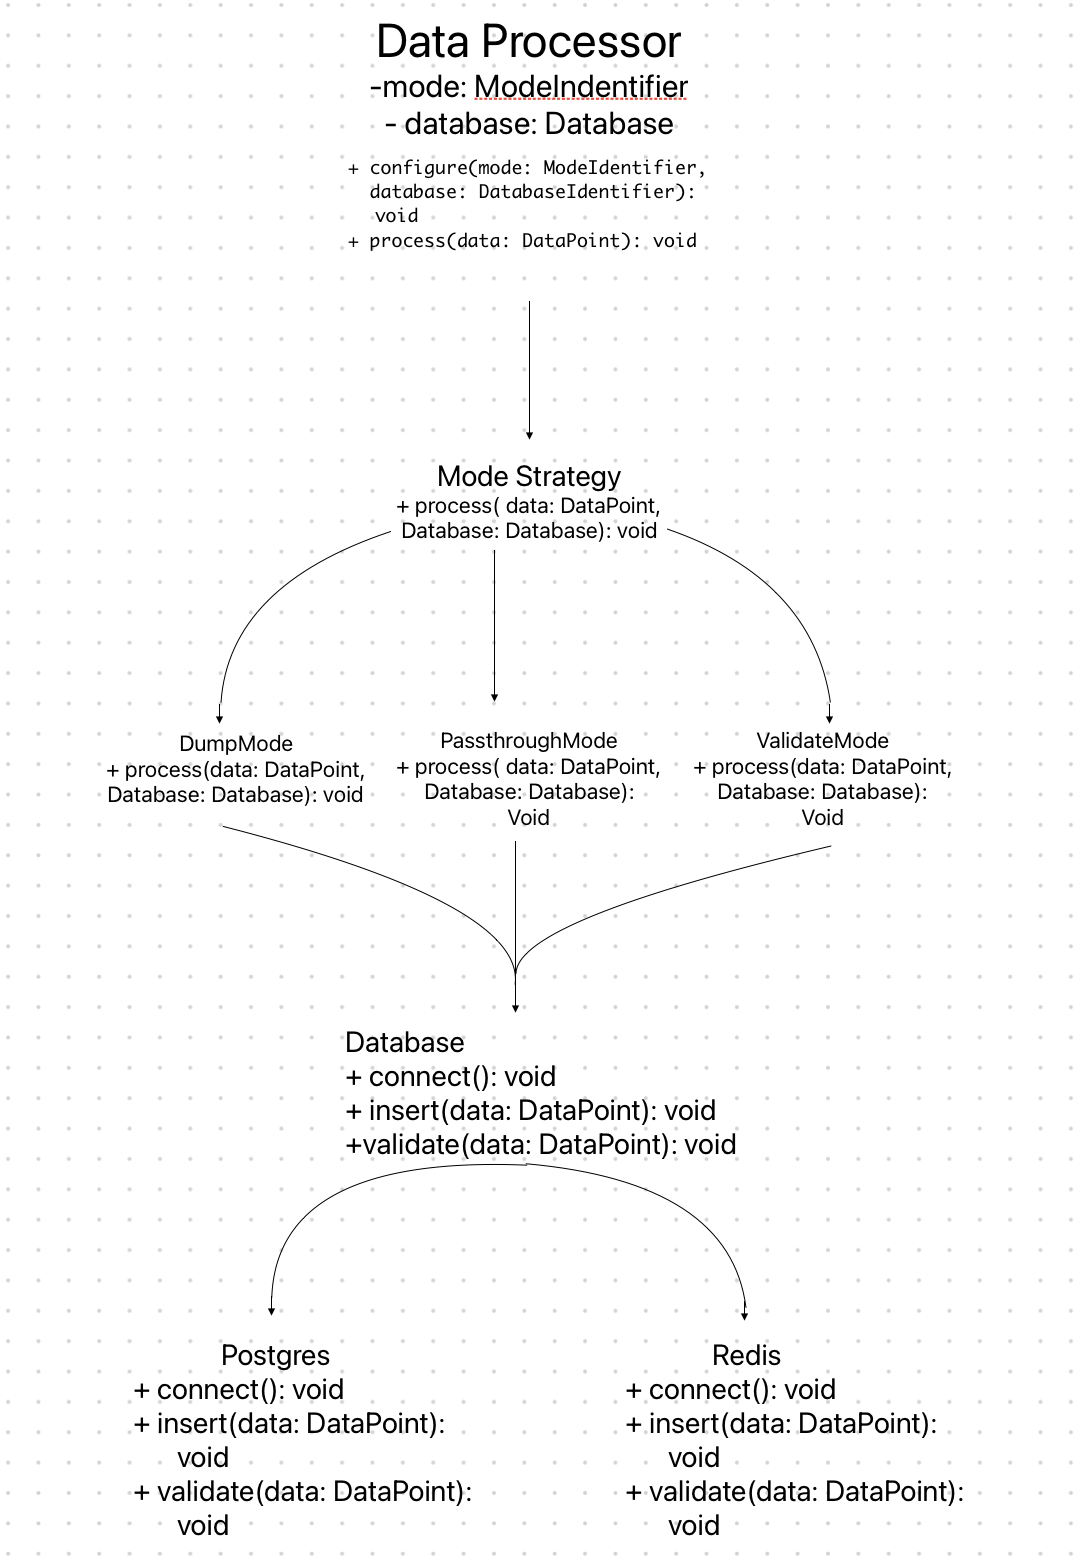 Data Processor
-mode: ModeIndentifier
- database: Database
+ configure(mode: ModeIdentifier,
database: DatabaseIdentifier):
void
+ process(data: DataPoint): void
Mode Strategy
+ process( data: DataPoint,
Database: Database): void
DumpMode
+ process(data: DataPoint,
Database: Database): void
PassthroughMode
+ process( data: DataPoint,
Database: Database):
Void
ValidateMode
+ process(data: DataPoint,
Database: Database):
Void
Database
+ connect(): void
+ insert(data: DataPoint): void
+validate(data: DataPoint): void
Postgres
+ connect(): void
+ insert(data: DataPoint):
void
+ validate(data: DataPoint):
void
Redis
+ connect(): void
+ insert(data: DataPoint):
void
+ validate(data: DataPoint):
void